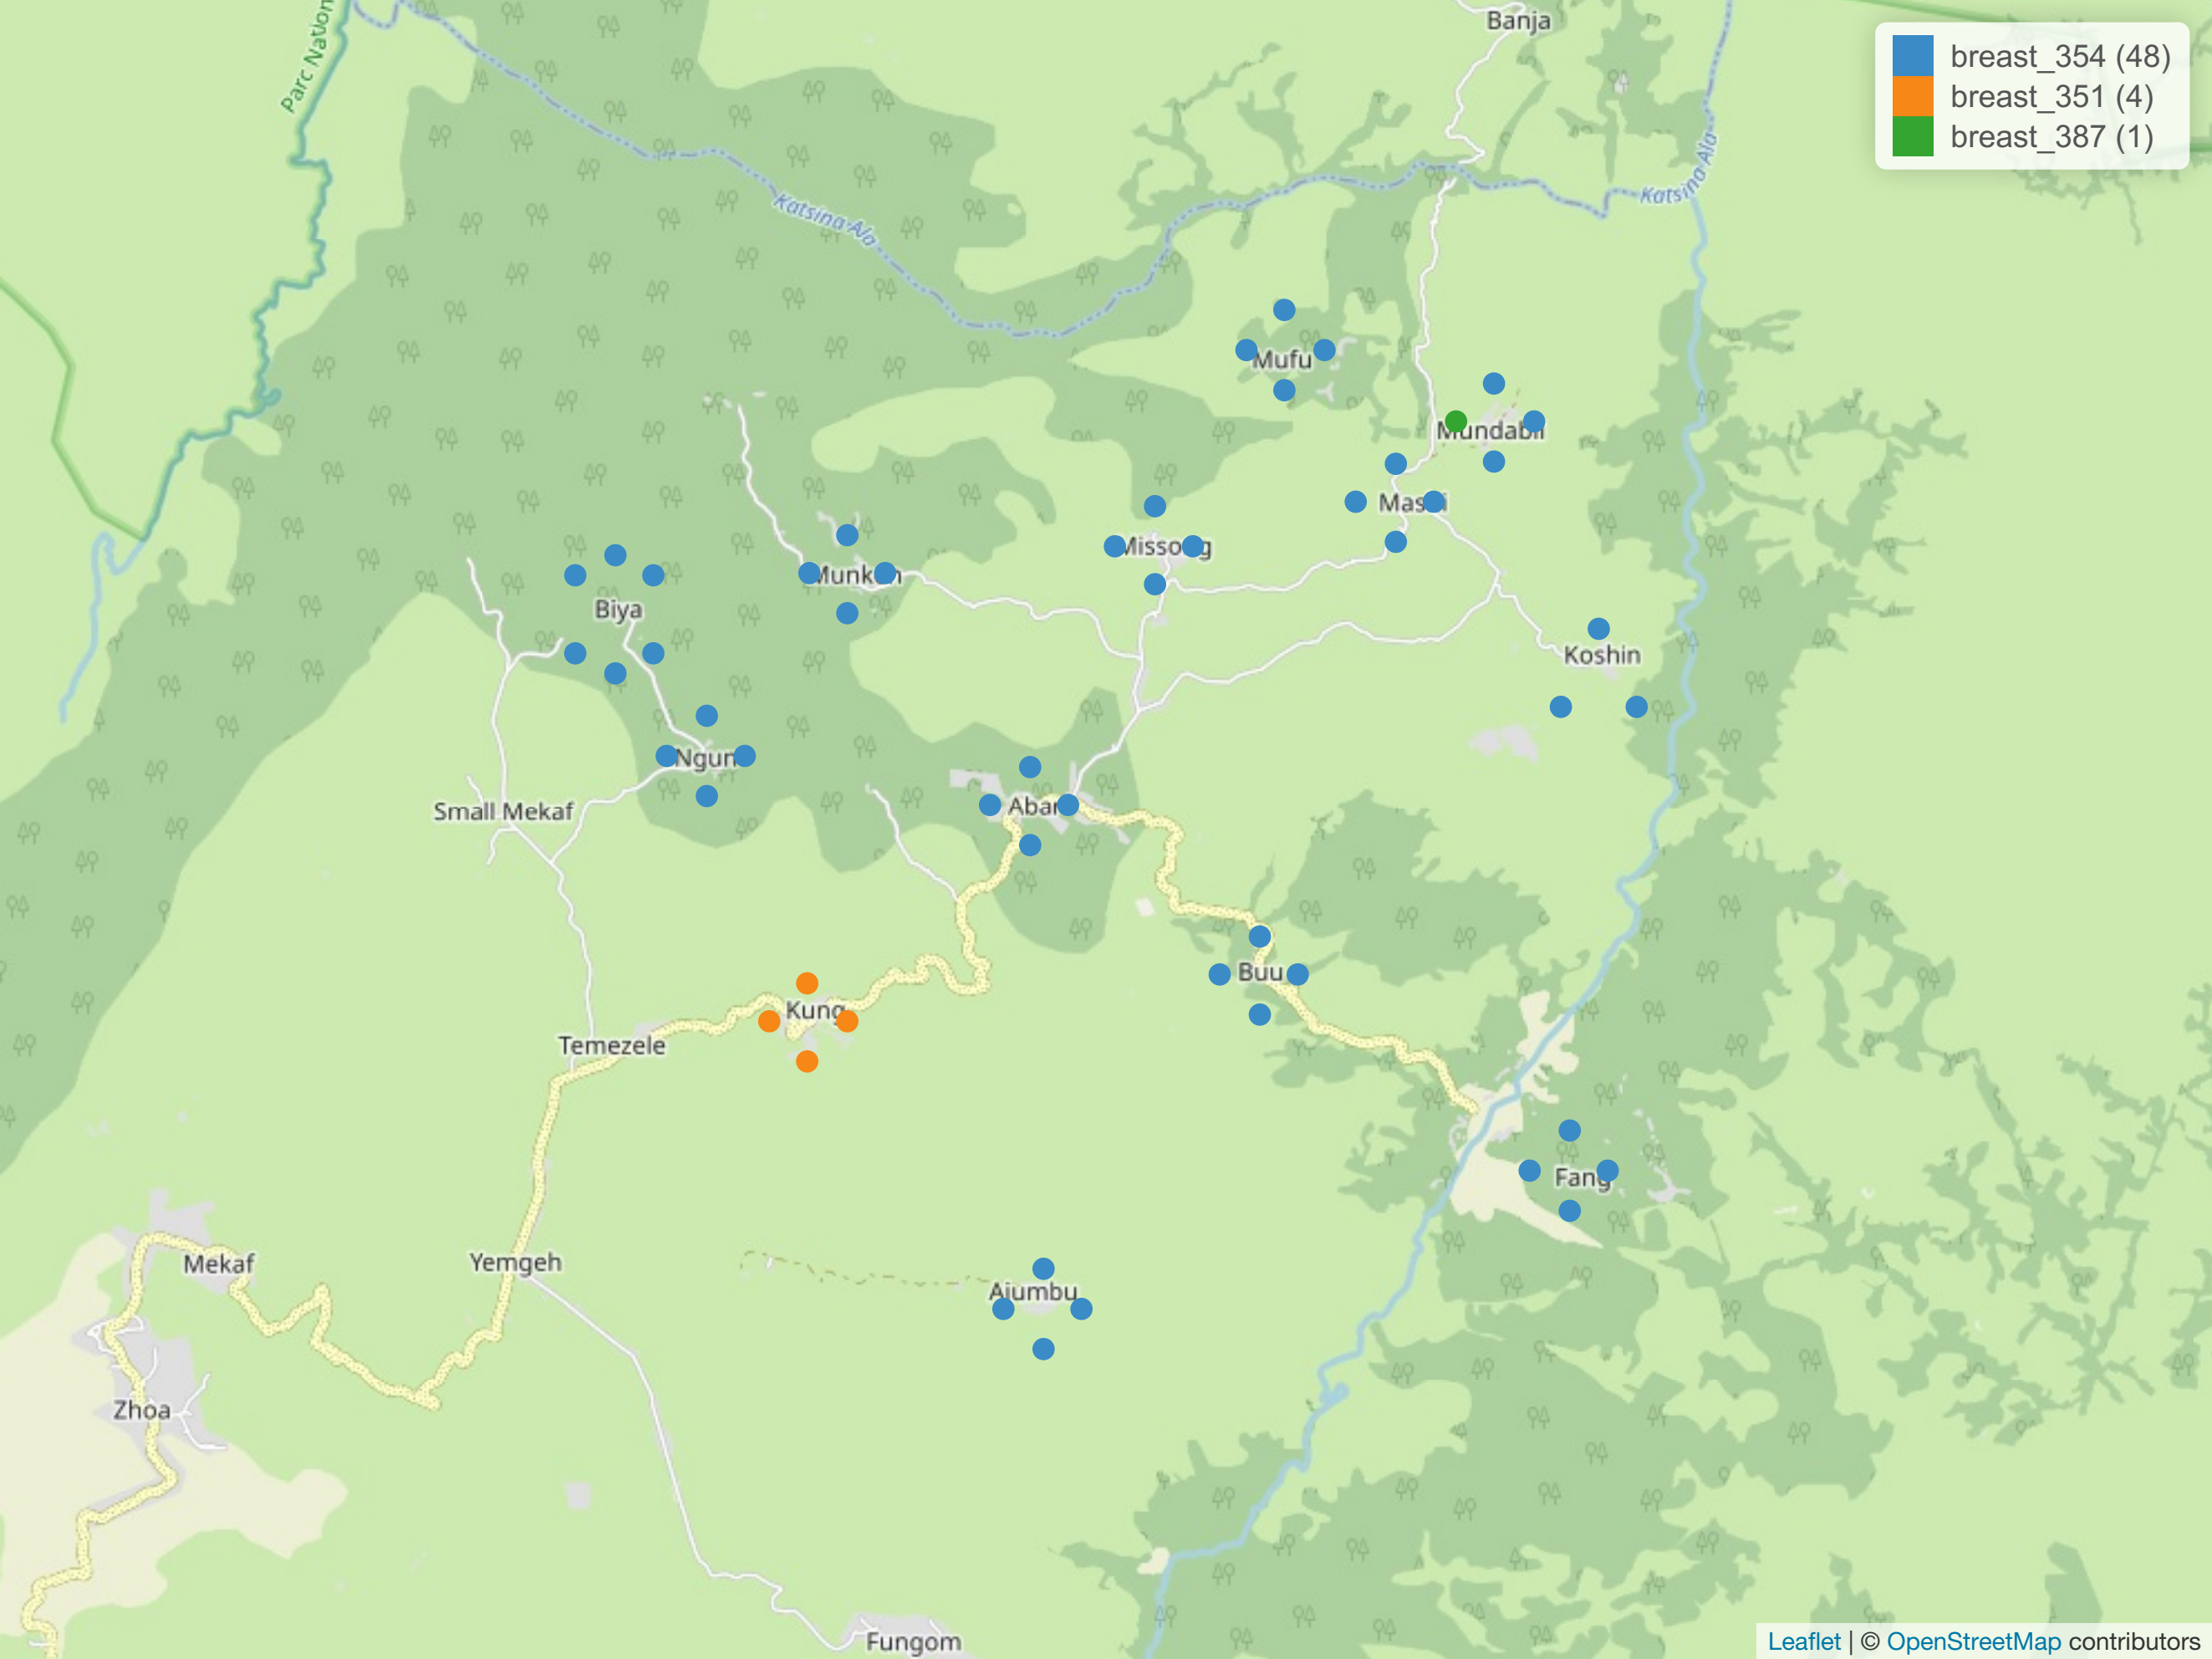 Banja
Parc Nation
breast_354 (48)
breast_351 (4)
breast_387 (1)
Katsina Ala
Katsina-Ala
Mufu
Mundabli
Missong
Munken
Biya
Koshin
Ngun
Small Mekaf
Abar
Buu
Kung
Temezele
Fang
Mekaf
Yemgeh
Aiumbu
Zhoa
Fungom
Leaflet | © OpenStreetMap contributors